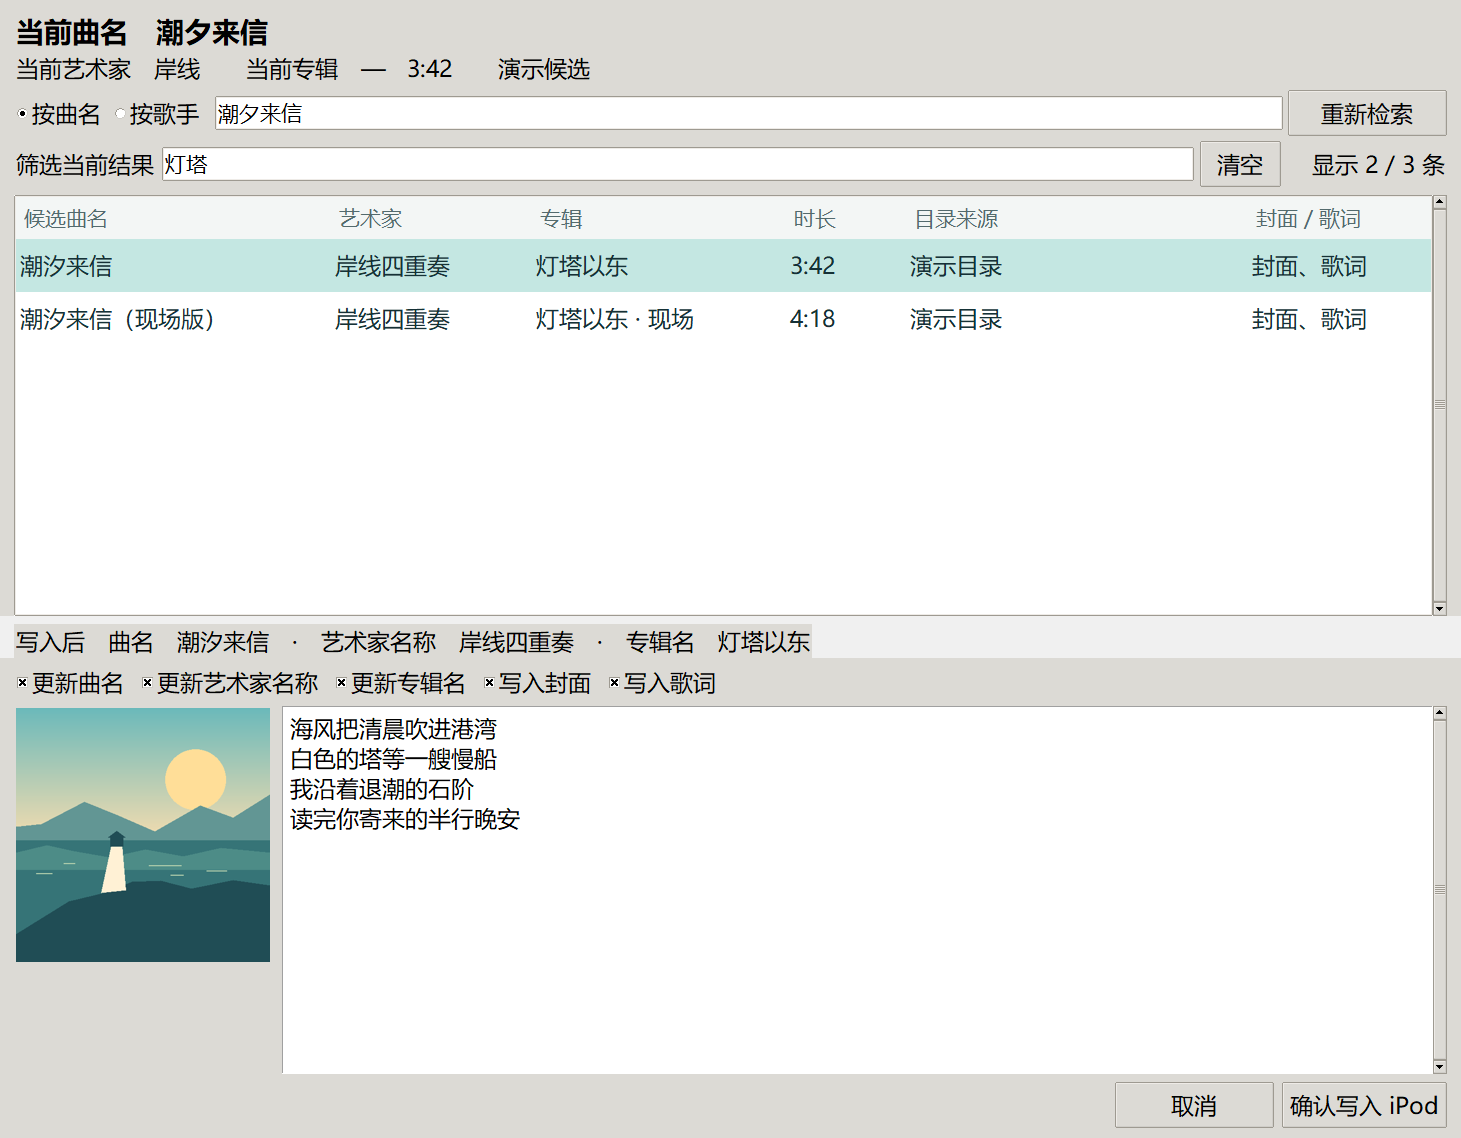 当前曲名 潮夕来信
当前艺术家 岸线 当前专辑 — 3:42 演示候选
按曲名 按歌手 潮夕来信 重新检索
筛选当前结果 灯塔 清空 显示 2 / 3 条
候选曲名 艺术家 专辑 时长 目录来源 封面 / 歌词
潮汐来信 岸线四重奏 灯塔以东 3:42 演示目录 封面、歌词
潮汐来信（现场版） 岸线四重奏 灯塔以东 · 现场 4:18 演示目录 封面、歌词
写入后 曲名 潮汐来信 · 艺术家名称 岸线四重奏 · 专辑名 灯塔以东
更新曲名 更新艺术家名称 更新专辑名 写入封面 写入歌词
海风把清晨吹进港湾
白色的塔等一艘慢船
我沿着退潮的石阶
读完你寄来的半行晚安
取消 确认写入 iPod